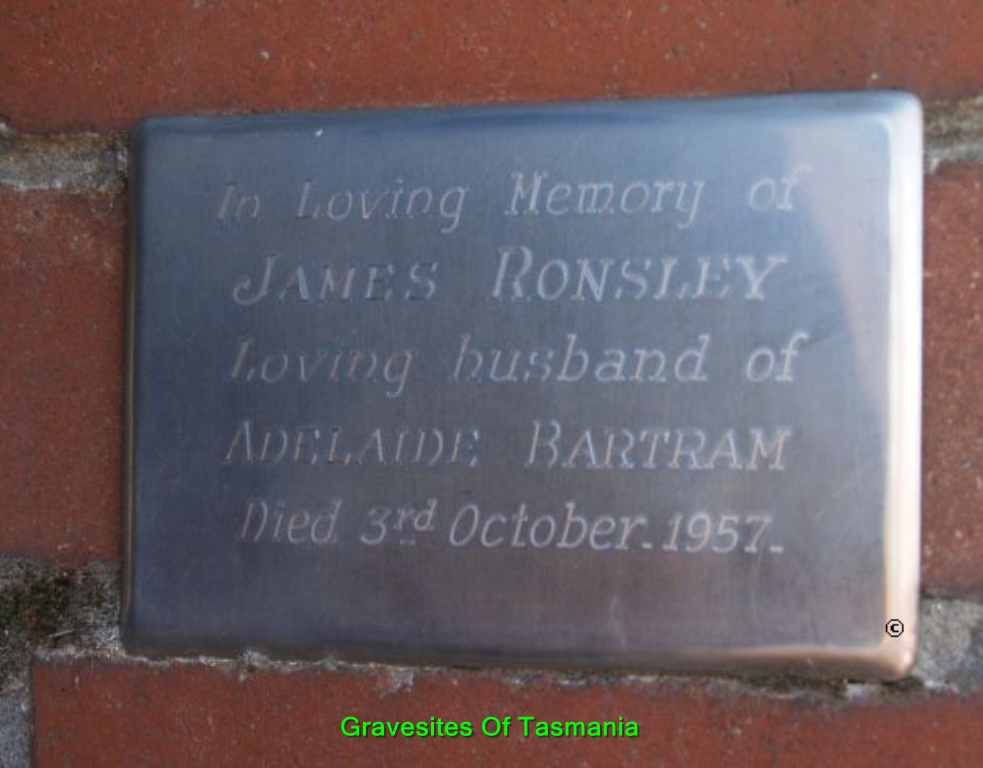 In Loving Memory of
JAMES RONSLEY
Loving husband of
ADELAIDE BARTRAM
Died 3rd October. 1957.
©
Gravesites Of Tasmania